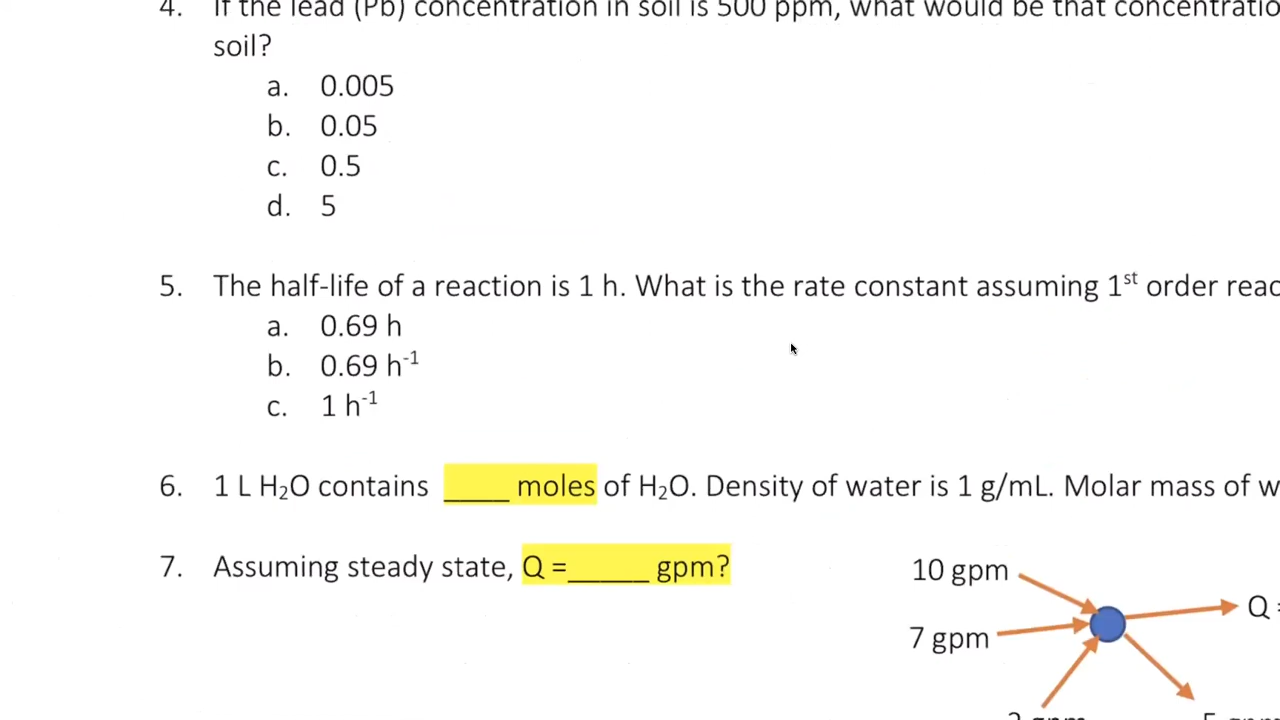 4. If the lead (Pb) concentration in soil is 500 ppm, what would be that
soil?
a. 0.005
b. 0.05
c. 0.5
d. 5
5. The half-life of a reaction is 1 h. What is the rate constant assuming 1st order
a. 0.69 h
b. 0.69 h-1
c. 1 h-1
6. 1 L H2O contains ____ moles of H2O. Density of water is 1 g/mL. Molar mass of
7. Assuming steady state, Q =_____ gpm?
10 gpm
Q =
7 gpm